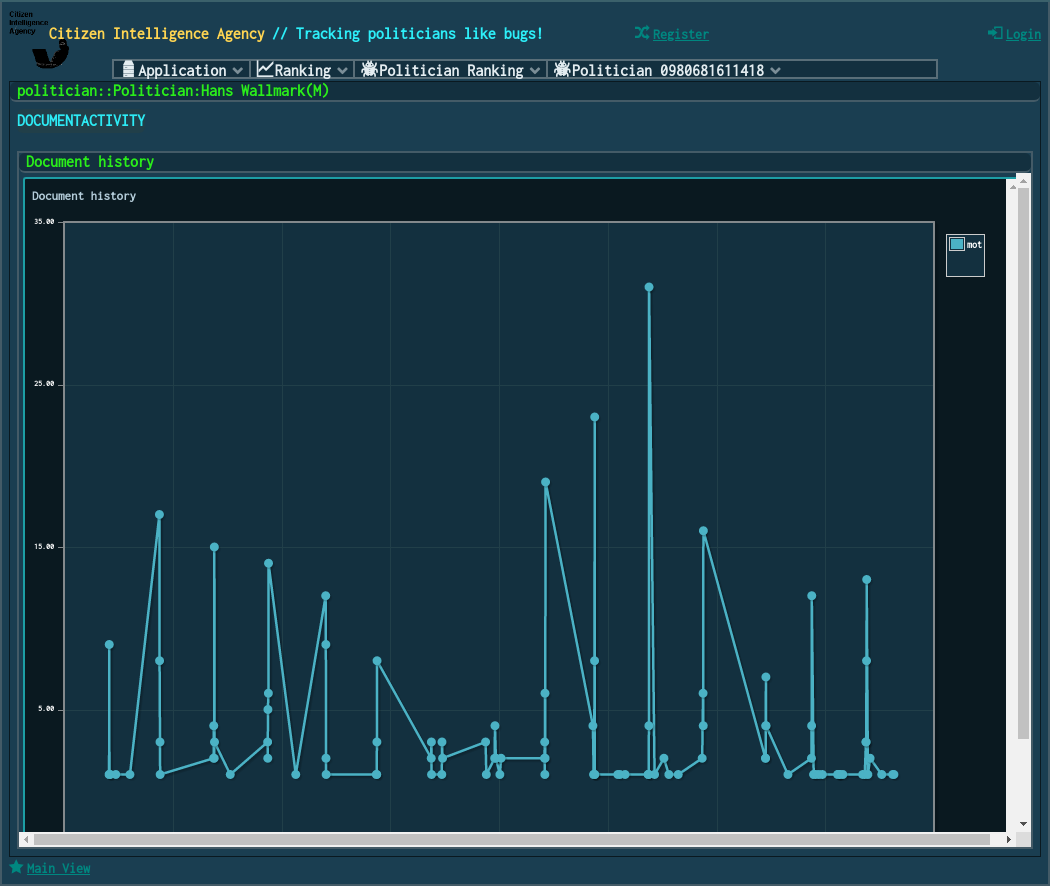 Citizen
Intelligence
Agency
Citizen Intelligence Agency // Tracking politicians like bugs!
Register
Login
Application
Ranking
Politician Ranking
Politician 0980681611418
politician::Politician:Hans Wallmark(M)
DOCUMENTACTIVITY
Document history
Document history
35.00
mot
25.00
15.00
5.00
Main View